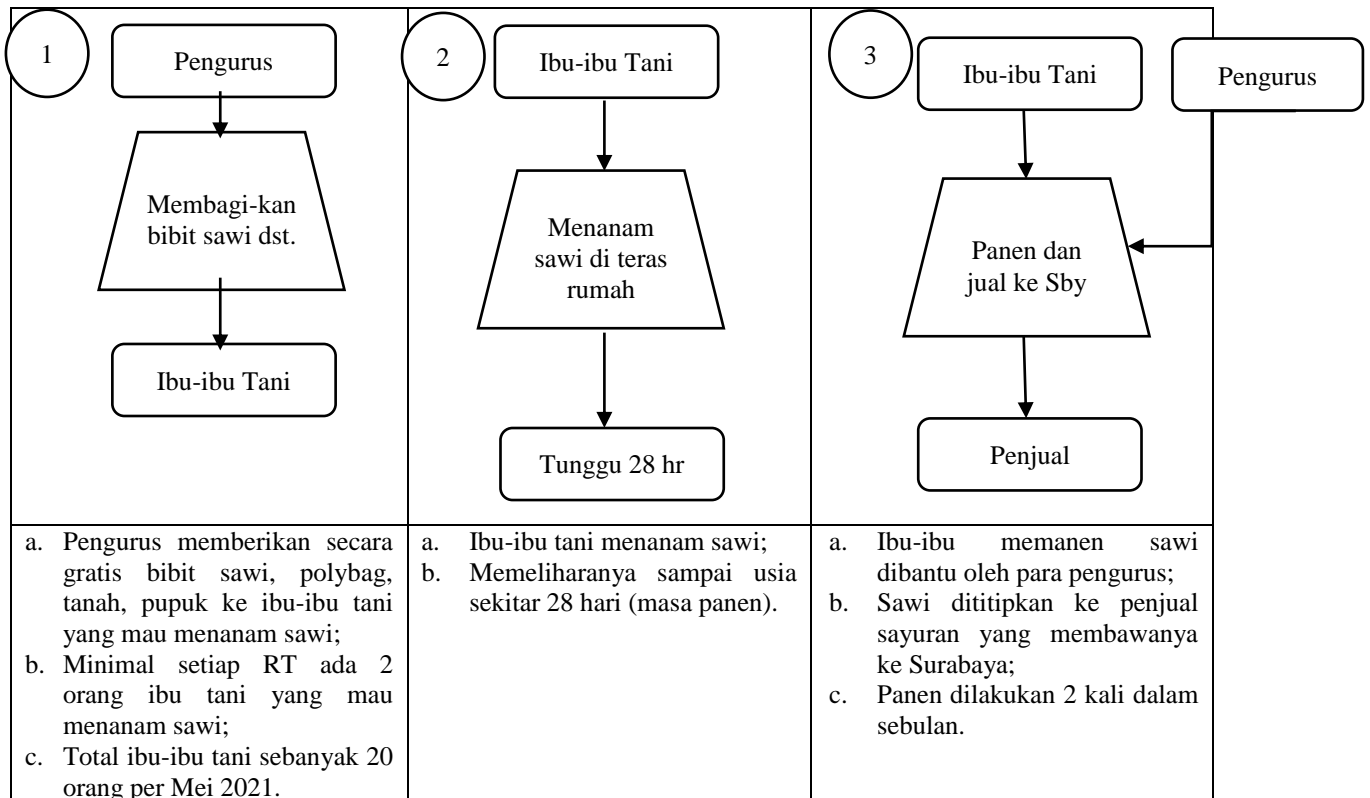 1
Pengurus
Membagi-kan
bibit sawi dst.
Ibu-ibu Tani
2
Ibu-ibu Tani
Menanam
sawi di teras
rumah
Tunggu 28 hr
3
Ibu-ibu Tani
Pengurus
Panen dan
jual ke Sby
Penjual
a. Pengurus memberikan secara
gratis bibit sawi, polybag,
tanah, pupuk ke ibu-ibu tani
yang mau menanam sawi;
b. Minimal setiap RT ada 2
orang ibu tani yang mau
menanam sawi;
c. Total ibu-ibu tani sebanyak 20
orang per Mei 2021.
a. Ibu-ibu tani menanam sawi;
b. Memeliharanya sampai usia
sekitar 28 hari (masa panen).
a. Ibu-ibu memanen sawi
dibantu oleh para pengurus;
b. Sawi dititipkan ke penjual
sayuran yang membawanya
ke Surabaya;
c. Panen dilakukan 2 kali dalam
sebulan.